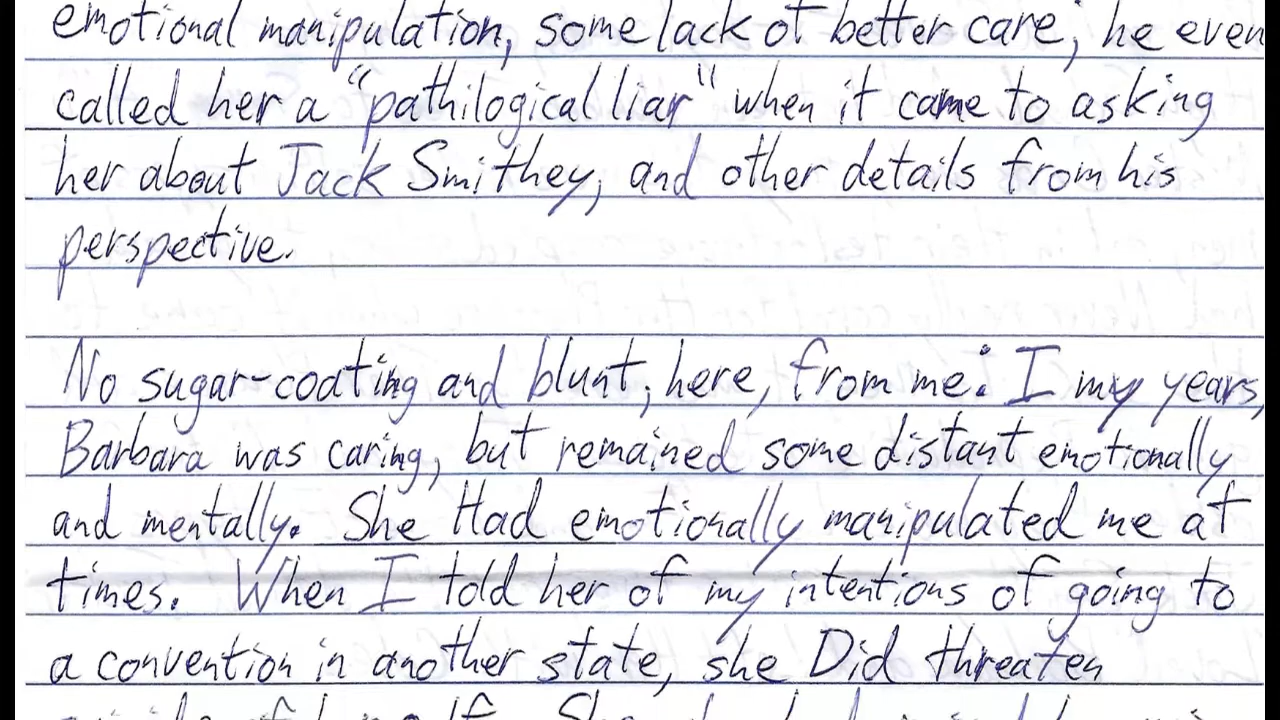 emotional manipulation, some lack of better care; he even
called her a "pathilogical liar" when it came to asking
her about Jack Smithey, and other details from his
perspective.
No sugar-coating and blunt, here, from me: I my years,
Barbara was caring, but remained some distant emotionally
and mentally. She Had emotionally manipulated me at
times. When I told her of my intentions of going to
a convention in another state, she Did threaten